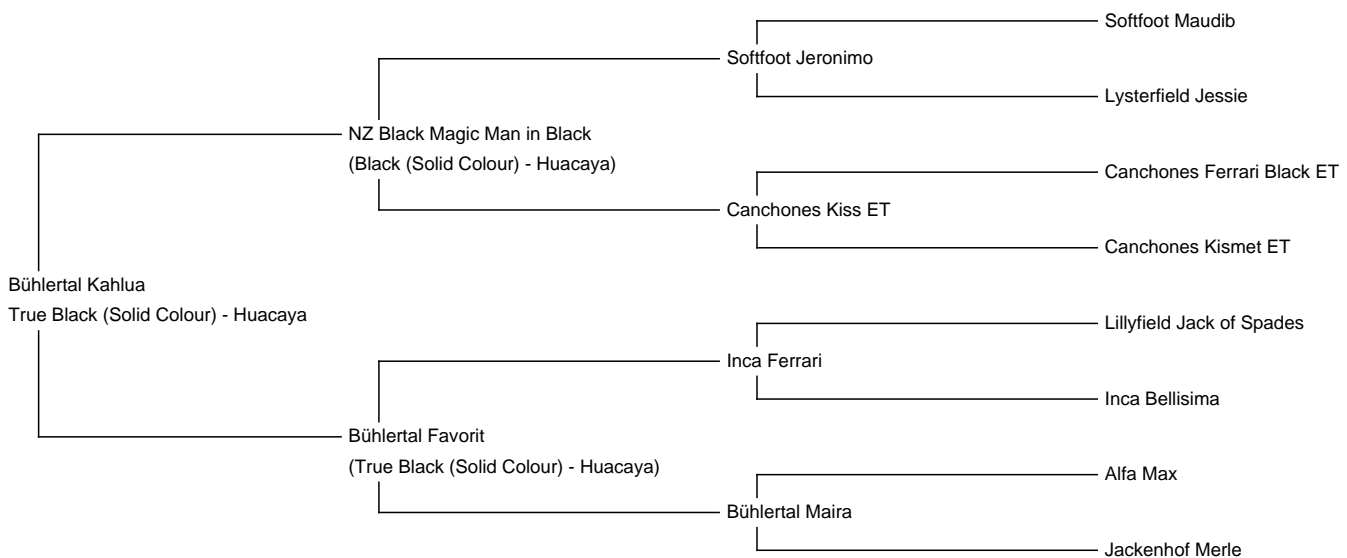 Softfoot Maudib
Softfoot Jeronimo
Lysterfield Jessie
NZ Black Magic Man in Black
(Black (Solid Colour) - Huacaya)
Canchones Ferrari Black ET
Canchones Kiss ET
Canchones Kismet ET
Bühlertal Kahlua
True Black (Solid Colour) - Huacaya
Lillyfield Jack of Spades
Inca Ferrari
Inca Bellisima
Bühlertal Favorit
(True Black (Solid Colour) - Huacaya)
Alfa Max
Bühlertal Maira
Jackenhof Merle